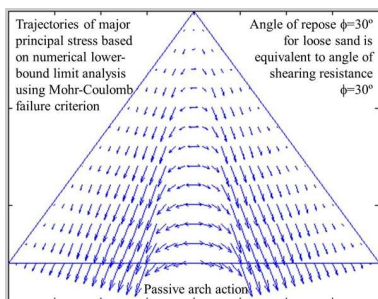 Trajectories of major
principal stress based
on numerical lower-
bound limit analysis
using Mohr-Coulomb
failure criterion
Angle of repose ϕ=30°
for loose sand is
equivalent to angle of
shearing resistance
ϕ=30°
Passive arch action